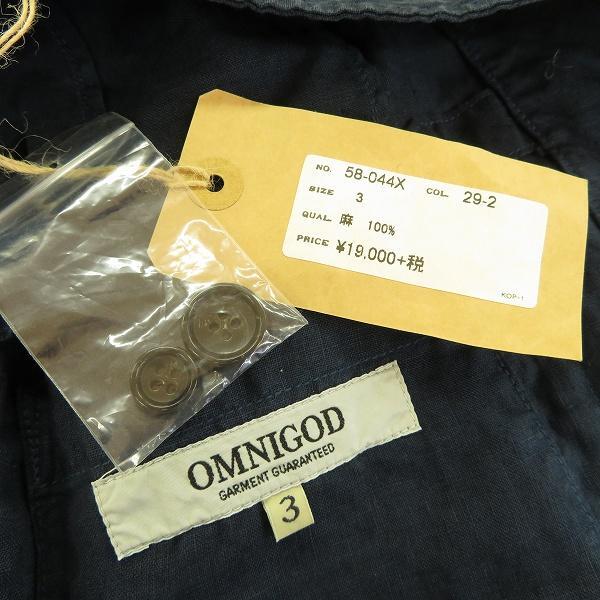 NO. 58-044X COL. 29-2
SIZE 3
QUAL. 麻 100%
PRICE ¥19,000+税
KOP-1
OMNIGOD
GARMENT GUARANTEED
3